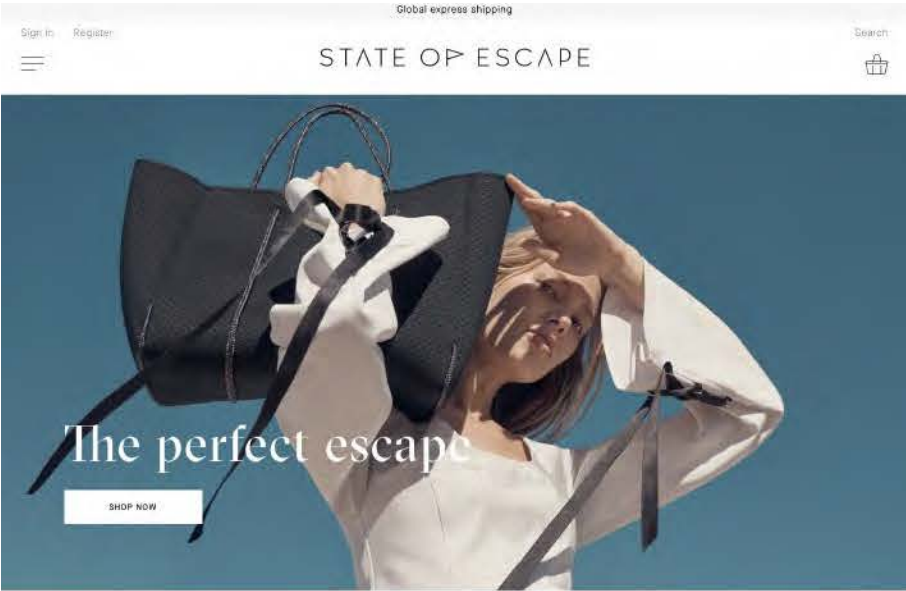 Global express shipping
Sign in Register
Search
STATE OF ESCAPE
The perfect escape
SHOP NOW